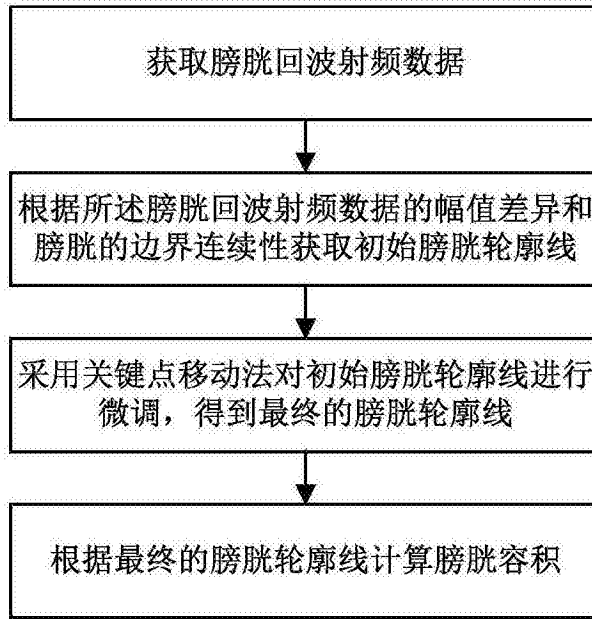 获取膀胱回波射频数据
根据所述膀胱回波射频数据的幅值差异和
膀胱的边界连续性获取初始膀胱轮廓线
采用关键点移动法对初始膀胱轮廓线进行
微调，得到最终的膀胱轮廓线
根据最终的膀胱轮廓线计算膀胱容积